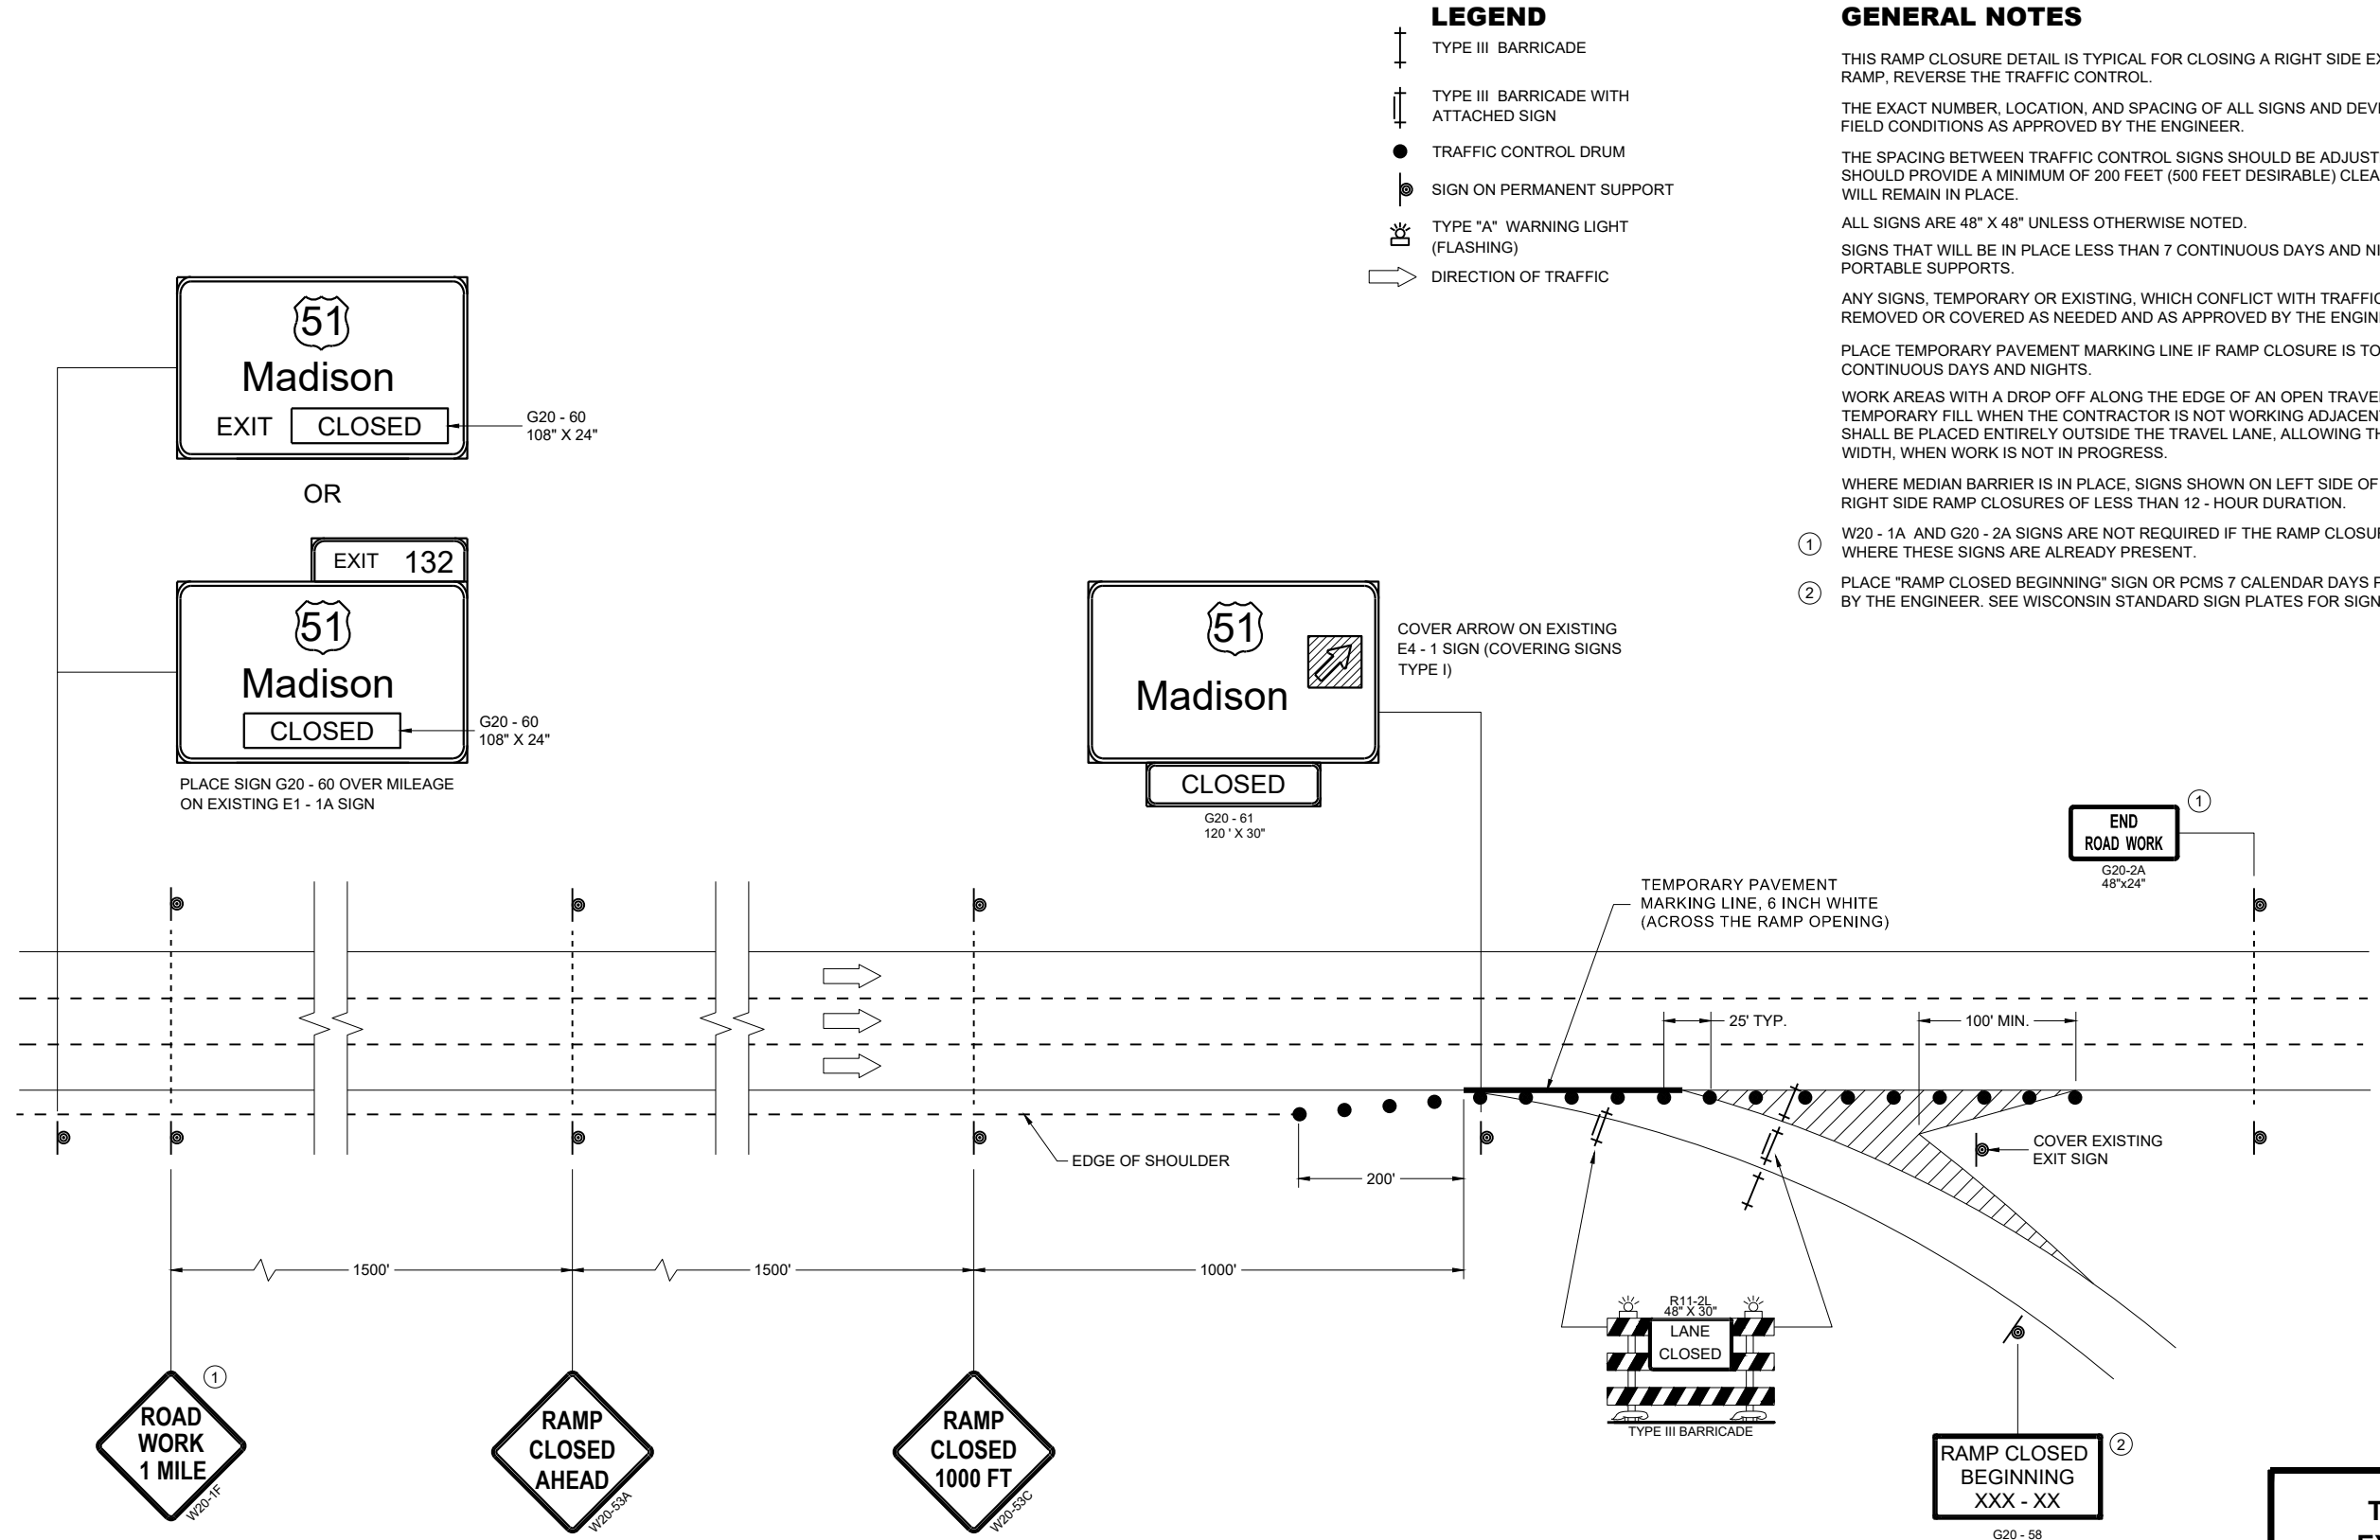 LEGEND
TYPE III BARRICADE
TYPE III BARRICADE WITH
ATTACHED SIGN
TRAFFIC CONTROL DRUM
SIGN ON PERMANENT SUPPORT
TYPE "A" WARNING LIGHT
(FLASHING)
DIRECTION OF TRAFFIC
GENERAL NOTES
THIS RAMP CLOSURE DETAIL IS TYPICAL FOR CLOSING A RIGHT SIDE
RAMP, REVERSE THE TRAFFIC CONTROL.
THE EXACT NUMBER, LOCATION, AND SPACING OF ALL SIGNS AND
FIELD CONDITIONS AS APPROVED BY THE ENGINEER.
THE SPACING BETWEEN TRAFFIC CONTROL SIGNS SHOULD BE
SHOULD PROVIDE A MINIMUM OF 200 FEET (500 FEET DESIRABLE)
WILL REMAIN IN PLACE.
ALL SIGNS ARE 48" X 48" UNLESS OTHERWISE NOTED.
SIGNS THAT WILL BE IN PLACE LESS THAN 7 CONTINUOUS DAYS AND
PORTABLE SUPPORTS.
ANY SIGNS, TEMPORARY OR EXISTING, WHICH CONFLICT WITH
REMOVED OR COVERED AS NEEDED AND AS APPROVED BY THE
PLACE TEMPORARY PAVEMENT MARKING LINE IF RAMP CLOSURE IS TO
CONTINUOUS DAYS AND NIGHTS.
WORK AREAS WITH A DROP OFF ALONG THE EDGE OF AN OPEN
TEMPORARY FILL WHEN THE CONTRACTOR IS NOT WORKING
SHALL BE PLACED ENTIRELY OUTSIDE THE TRAVEL LANE, ALLOWING
WIDTH, WHEN WORK IS NOT IN PROGRESS.
WHERE MEDIAN BARRIER IS IN PLACE, SIGNS SHOWN ON LEFT SIDE OF
RIGHT SIDE RAMP CLOSURES OF LESS THAN 12 - HOUR DURATION.
1 W20 - 1A AND G20 - 2A SIGNS ARE NOT REQUIRED IF THE RAMP
WHERE THESE SIGNS ARE ALREADY PRESENT.
2 PLACE "RAMP CLOSED BEGINNING" SIGN OR PCMS 7 CALENDAR DAYS
BY THE ENGINEER. SEE WISCONSIN STANDARD SIGN PLATES FOR
51
Madison
EXIT CLOSED
G20 - 60
108" X 24"
OR
EXIT 132
51
Madison
CLOSED
G20 - 60
108" X 24"
PLACE SIGN G20 - 60 OVER MILEAGE
ON EXISTING E1 - 1A SIGN
51
Madison
CLOSED
G20 - 61
120 ' X 30"
COVER ARROW ON EXISTING
E4 - 1 SIGN (COVERING SIGNS
TYPE I)
END
ROAD WORK
1
G20-2A
48"x24"
TEMPORARY PAVEMENT
MARKING LINE, 6 INCH WHITE
(ACROSS THE RAMP OPENING)
25' TYP.
100' MIN.
EDGE OF SHOULDER
200'
COVER EXISTING
EXIT SIGN
1500'
1500'
1000'
R11-2L
48" X 30"
LANE
CLOSED
TYPE III BARRICADE
1
ROAD
WORK
1 MILE
W20-1F
RAMP
CLOSED
AHEAD
W20-53A
RAMP
CLOSED
1000 FT
W20-53C
RAMP CLOSED
BEGINNING
XXX - XX
2
G20 - 58